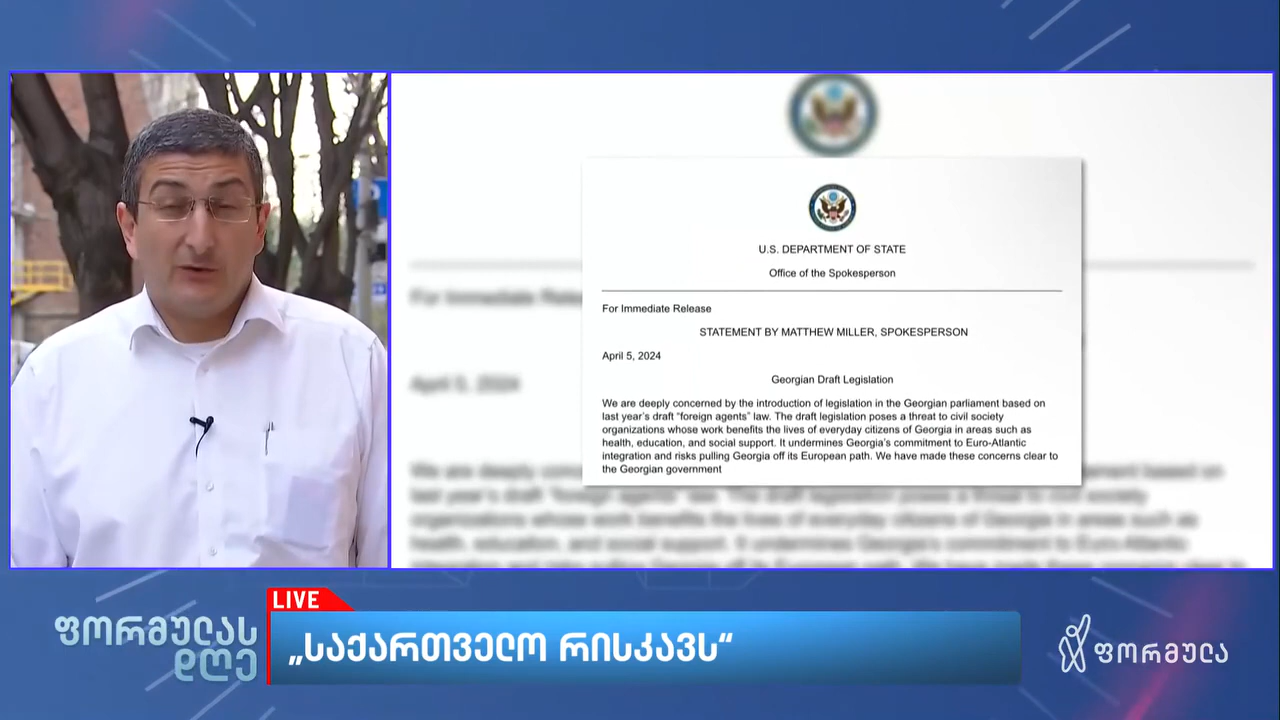 U.S. DEPARTMENT OF STATE
Office of the Spokesperson
For Immediate Release
STATEMENT BY MATTHEW MILLER, SPOKESPERSON
April 5, 2024
Georgian Draft Legislation
We are deeply concerned by the introduction of legislation in the Georgian parliament based on
last year’s draft “foreign agents” law. The draft legislation poses a threat to civil society
organizations whose work benefits the lives of everyday citizens of Georgia in areas such as
health, education, and social support. It undermines Georgia’s commitment to Euro-Atlantic
integration and risks pulling Georgia off its European path. We have made these concerns clear to
the Georgian government
LIVE
ფორმულას
დღე
„საქართველო რისკავს“
ფორმულა